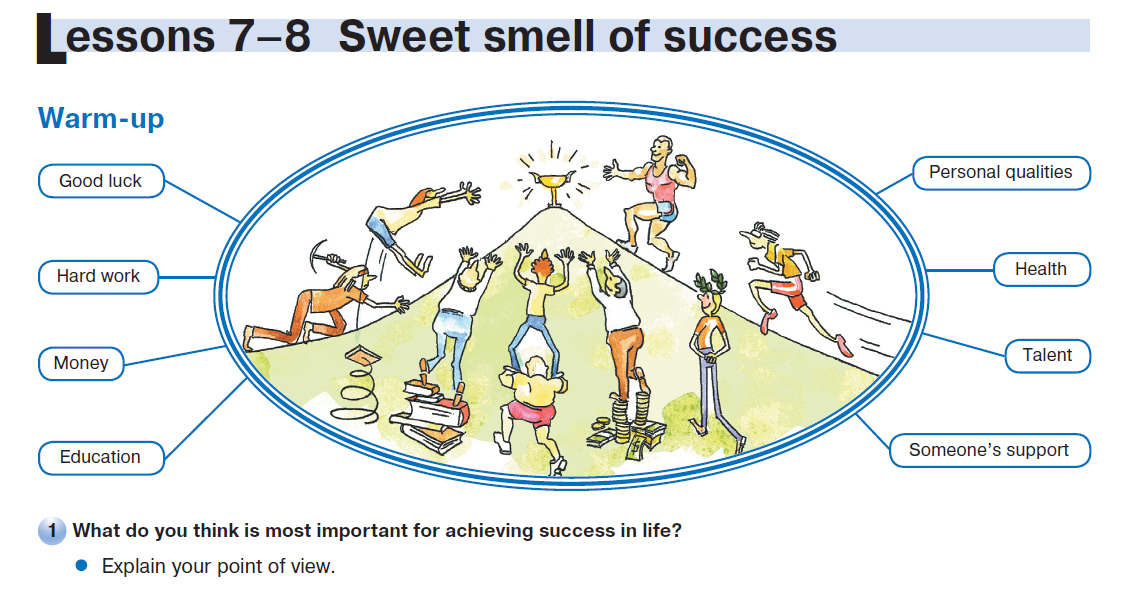 Lessons 7–8 Sweet smell of success
Warm-up
Good luck
Hard work
Money
Education
Personal qualities
Health
Talent
Someone's support
1 What do you think is most important for achieving success in life?
● Explain your point of view.